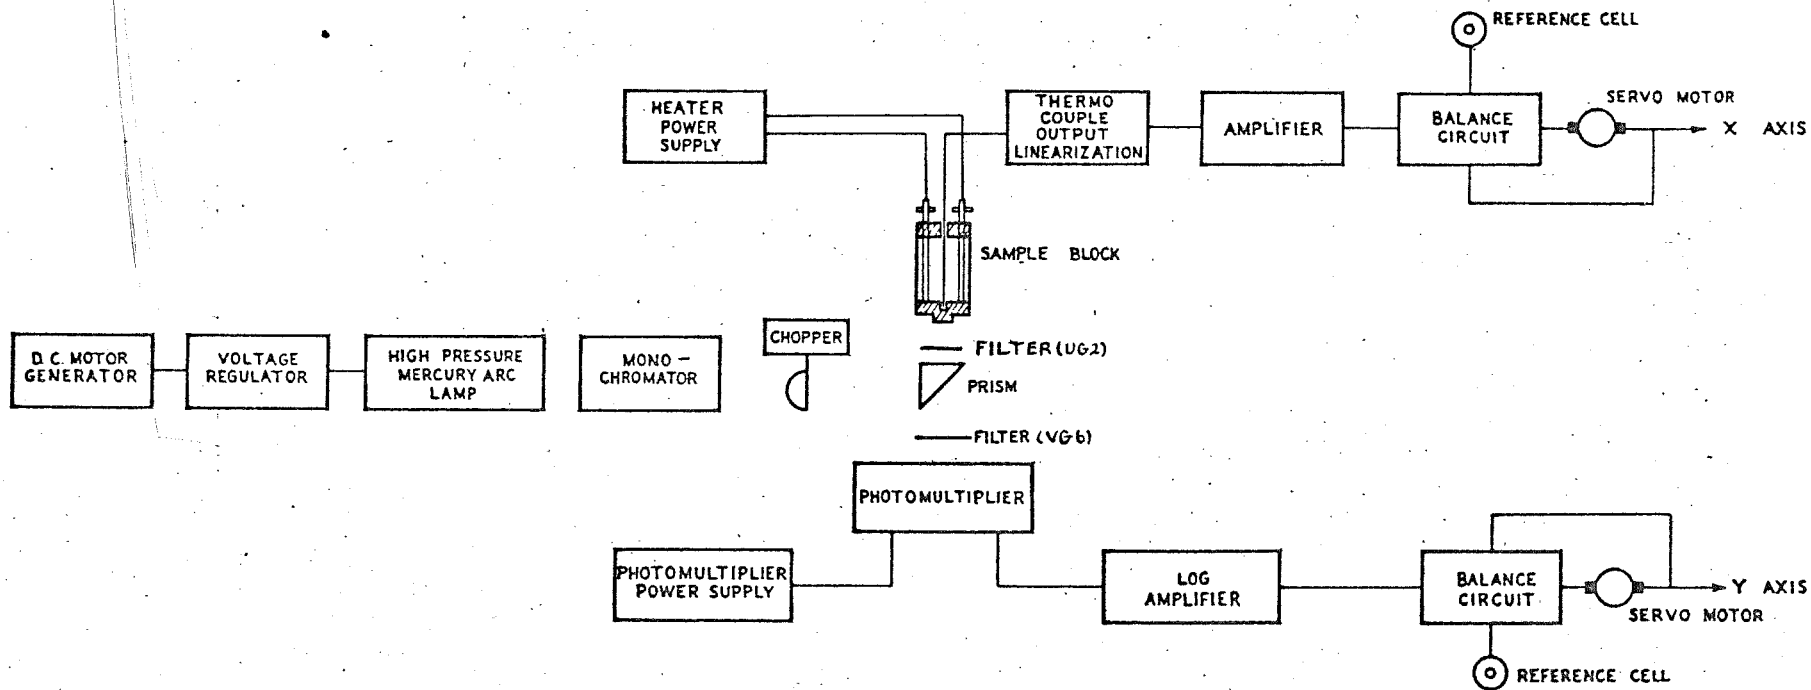 REFERENCE CELL
HEATER
POWER
SUPPLY
THERMO
COUPLE
OUTPUT
LINEARIZATION
AMPLIFIER
BALANCE
CIRCUIT
SERVO MOTOR
X AXIS
SAMPLE BLOCK
D.C. MOTOR
GENERATOR
VOLTAGE
REGULATOR
HIGH PRESSURE
MERCURY ARC
LAMP
MONO-
CHROMATOR
CHOPPER
FILTER (UG2)
PRISM
FILTER (VG6)
PHOTOMULTIPLIER
PHOTOMULTIPLIER
POWER SUPPLY
LOG
AMPLIFIER
BALANCE
CIRCUIT
Y AXIS
SERVO MOTOR
REFERENCE CELL